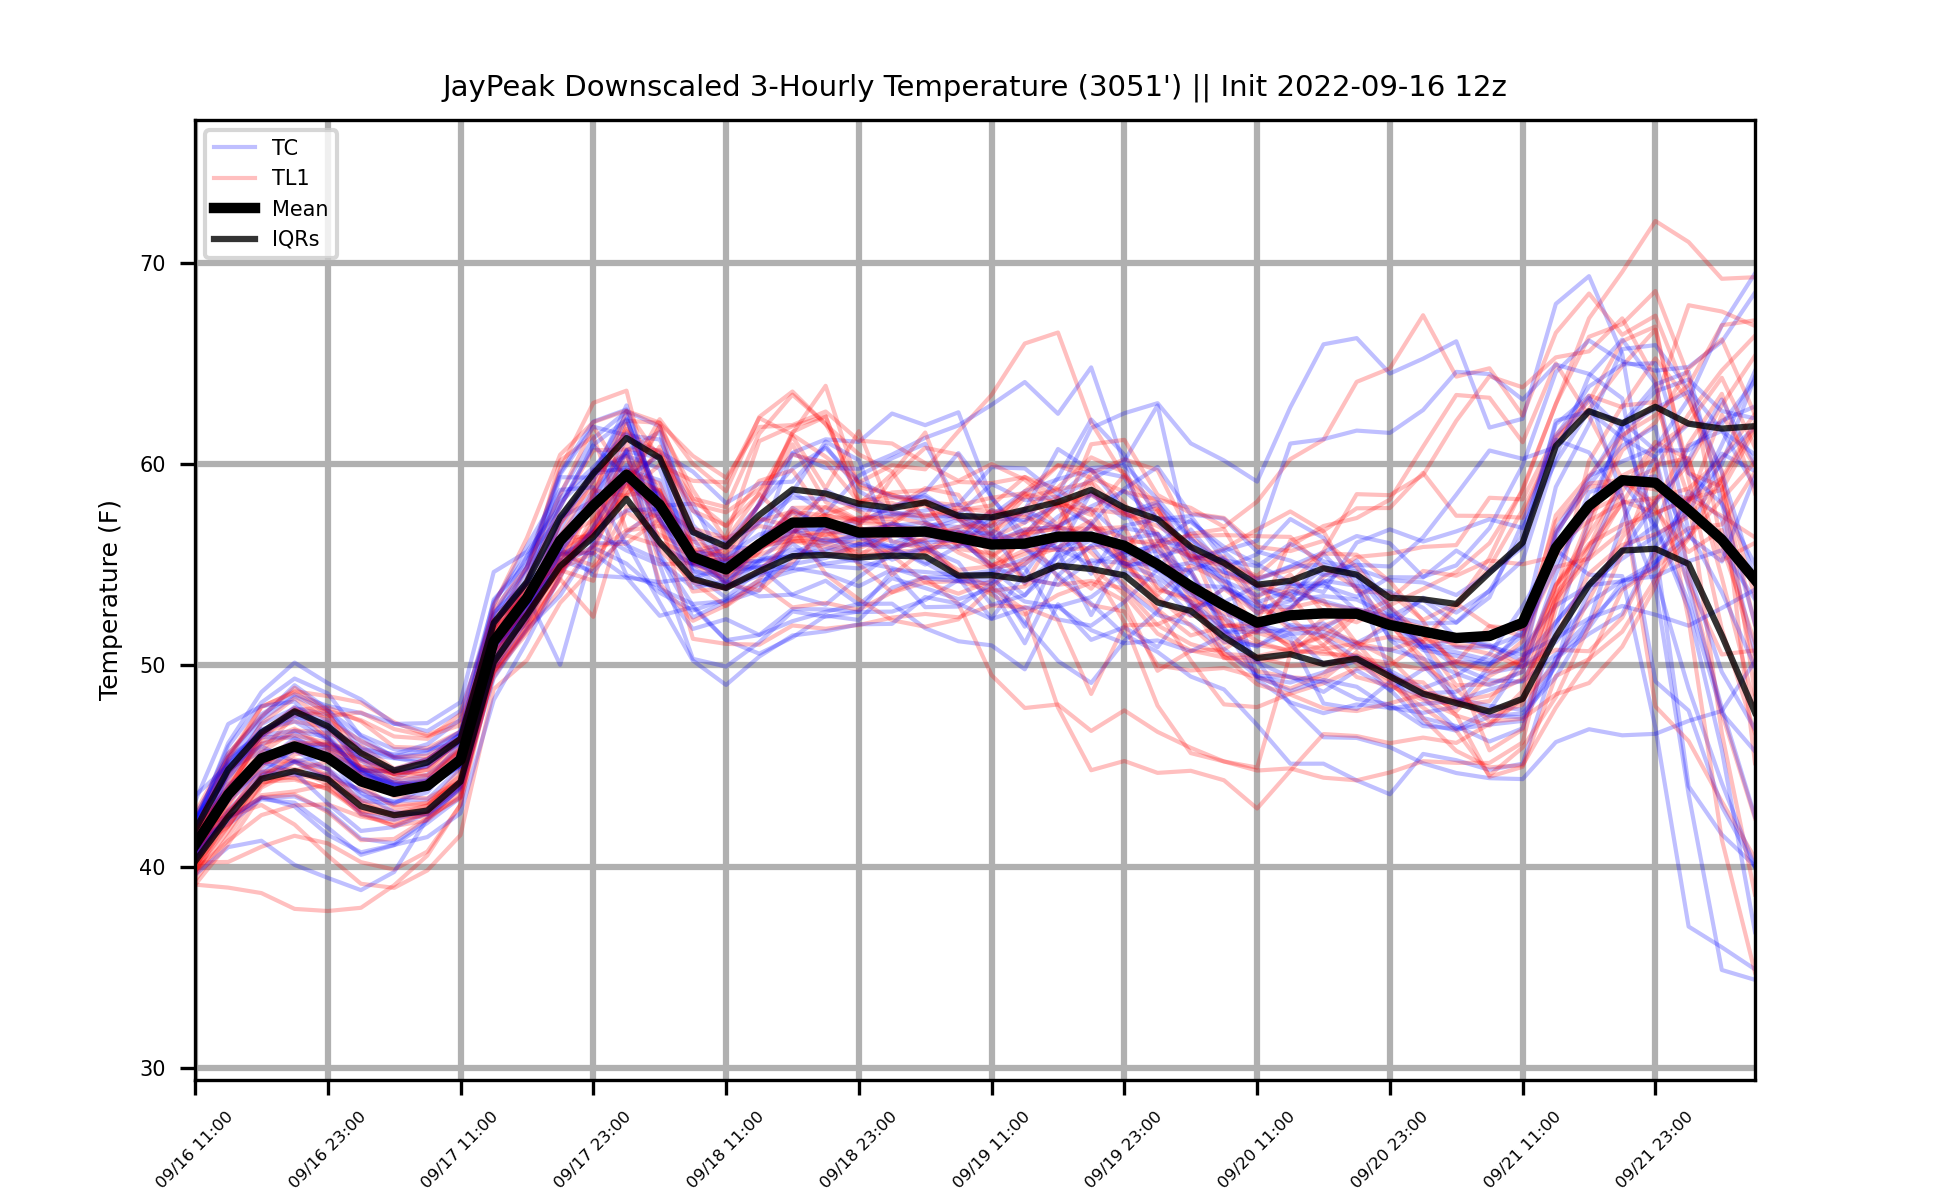 JayPeak Downscaled 3-Hourly Temperature (3051') || Init 2022-09-16 12z
TC
TL1
Mean
IQRs
Temperature (F)
70
60
50
40
30
09/16 11:00
09/16 23:00
09/17 11:00
09/17 23:00
09/18 11:00
09/18 23:00
09/19 11:00
09/19 23:00
09/20 11:00
09/20 23:00
09/21 11:00
09/21 23:00